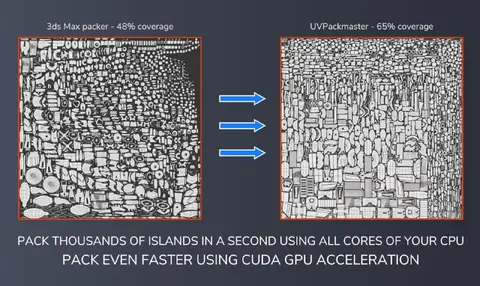 3ds Max packer - 48% coverage
UVPackmaster - 65% coverage
PACK THOUSANDS OF ISLANDS IN A SECOND USING ALL CORES OF YOUR CPU
PACK EVEN FASTER USING CUDA GPU ACCELERATION